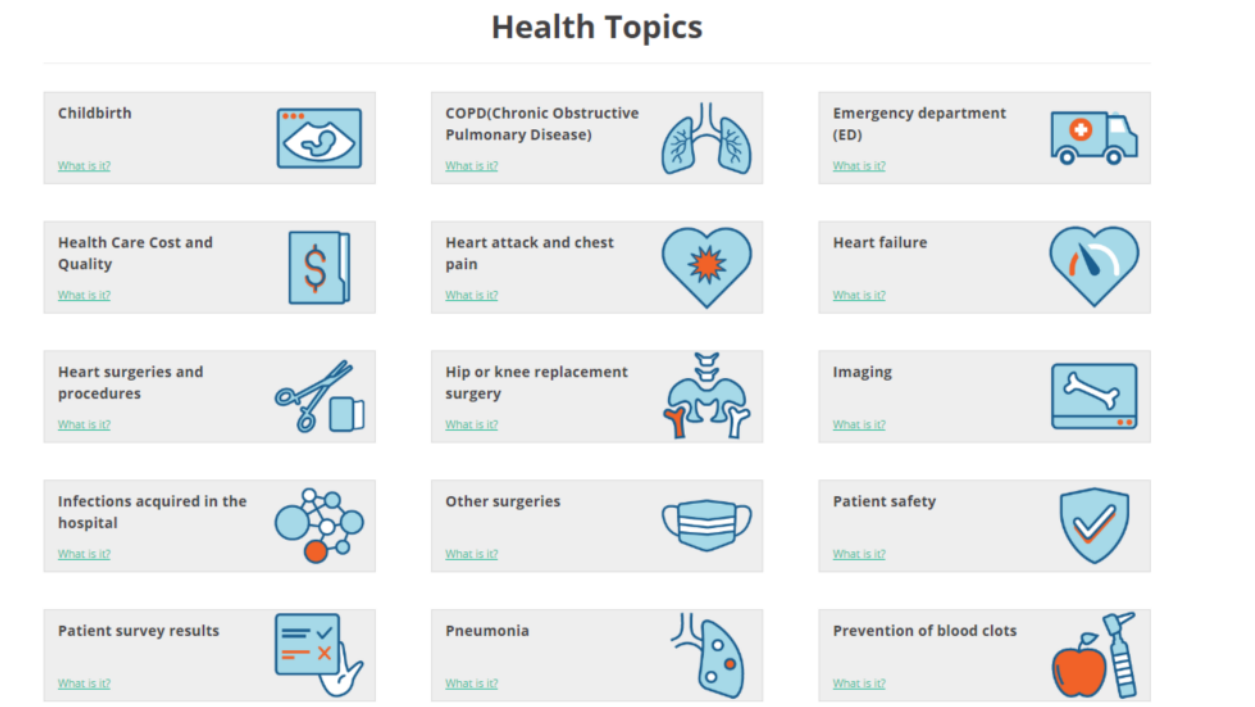 Health Topics
Childbirth
What is it?
COPD(Chronic Obstructive
Pulmonary Disease)
What is it?
Emergency department
(ED)
What is it?
Health Care Cost and
Quality
What is it?
$
Heart attack and chest
pain
What is it?
Heart failure
What is it?
Heart surgeries and
procedures
What is it?
Hip or knee replacement
surgery
What is it?
Imaging
What is it?
Infections acquired in the
hospital
What is it?
Other surgeries
What is it?
Patient safety
What is it?
Patient survey results
What is it?
Pneumonia
What is it?
Prevention of blood clots
What is it?